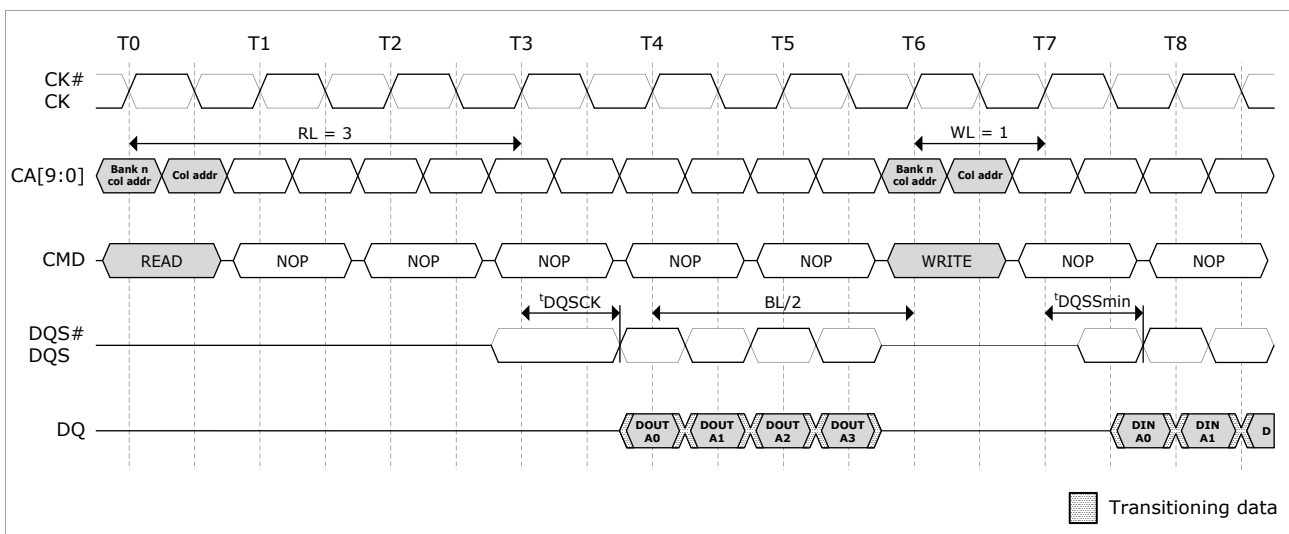 T0 T1 T2 T3 T4 T5 T6 T7 T8
CK#
CK
RL = 3 WL = 1
CA[9:0] Bank n col addr Col addr Bank n col addr Col addr
CMD READ NOP NOP NOP NOP NOP WRITE NOP NOP
tDQSCK BL/2 tDQSSmin
DQS#
DQS
DQ DOUT A0 DOUT A1 DOUT A2 DOUT A3 DIN A0 DIN A1 D
Transitioning data